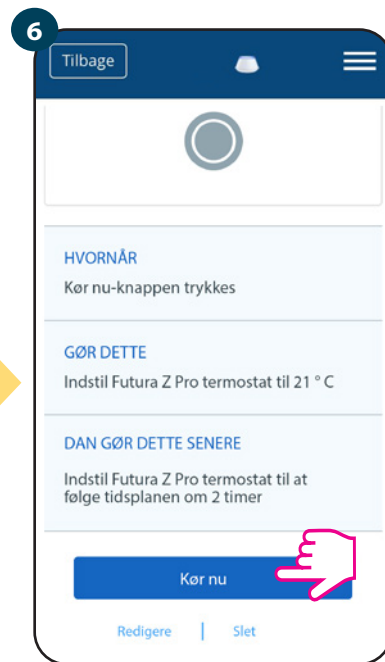 6
Tilbage
HVORNÅR
Kør nu-knappen trykkes
GØR DETTE
Indstil Futura Z Pro termostat til 21 ° C
DAN GØR DETTE SENERE
Indstil Futura Z Pro termostat til at
følge tidsplanen om 2 timer
Kør nu
Redigere | Slet